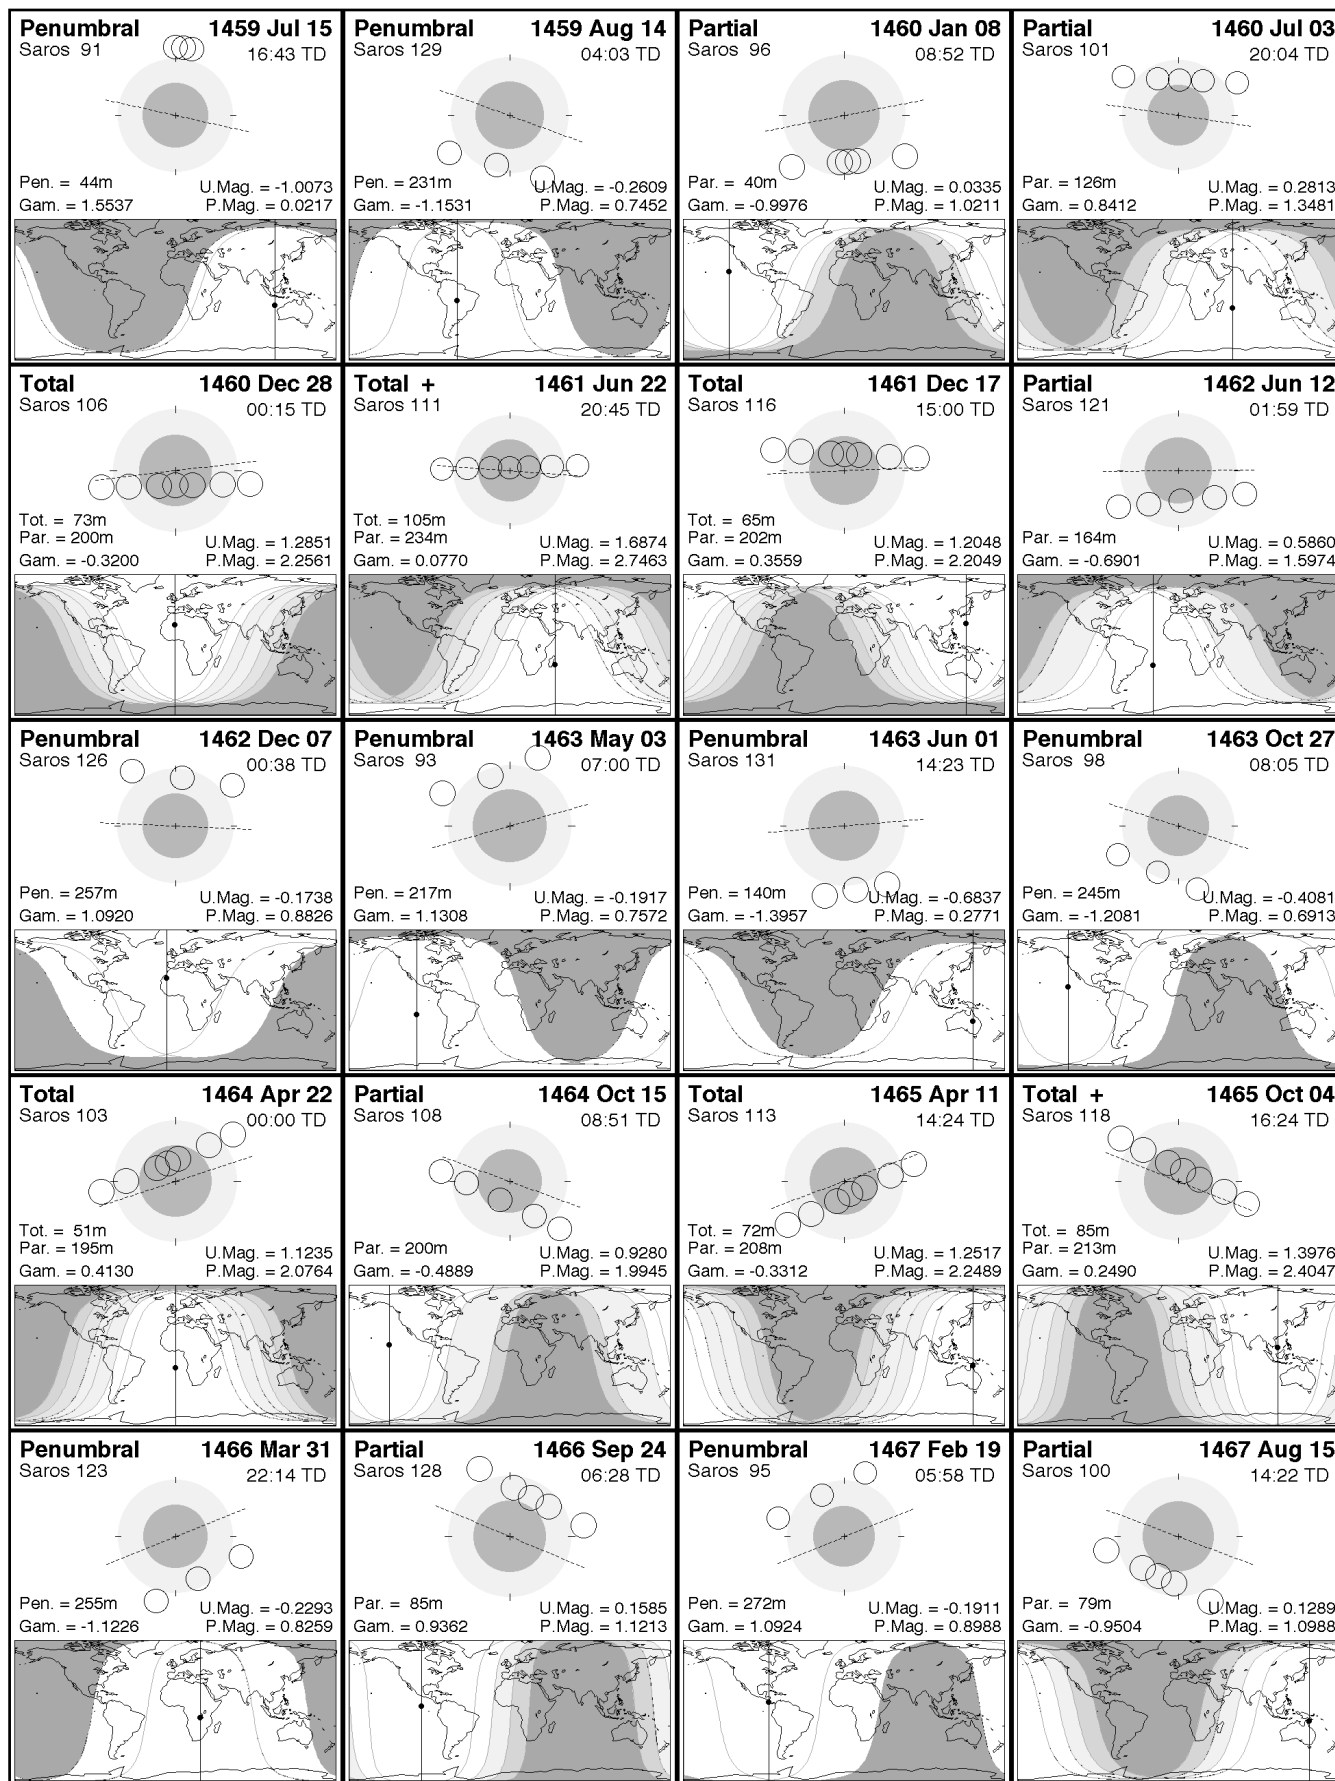 Penumbral 1459 Jul 15
Saros 91 16:43 TD
Pen. = 44m U.Mag. = -1.0073
Gam. = 1.5537 P.Mag. = 0.0217
Penumbral 1459 Aug 14
Saros 129 04:03 TD
Pen. = 231m U.Mag. = -0.2609
Gam. = -1.1531 P.Mag. = 0.7452
Partial 1460 Jan 08
Saros 96 08:52 TD
Par. = 40m U.Mag. = 0.0335
Gam. = -0.9976 P.Mag. = 1.0211
Partial 1460 Jul 03
Saros 101 20:04 TD
Par. = 126m U.Mag. = 0.2813
Gam. = 0.8412 P.Mag. = 1.3481
Total 1460 Dec 28
Saros 106 00:15 TD
Tot. = 73m
Par. = 200m U.Mag. = 1.2851
Gam. = -0.3200 P.Mag. = 2.2561
Total + 1461 Jun 22
Saros 111 20:45 TD
Tot. = 105m
Par. = 234m U.Mag. = 1.6874
Gam. = 0.0770 P.Mag. = 2.7463
Total 1461 Dec 17
Saros 116 15:00 TD
Tot. = 65m
Par. = 202m U.Mag. = 1.2048
Gam. = 0.3559 P.Mag. = 2.2049
Partial 1462 Jun 12
Saros 121 01:59 TD
Par. = 164m U.Mag. = 0.5860
Gam. = -0.6901 P.Mag. = 1.5974
Penumbral 1462 Dec 07
Saros 126 00:38 TD
Pen. = 257m U.Mag. = -0.1738
Gam. = 1.0920 P.Mag. = 0.8826
Penumbral 1463 May 03
Saros 93 07:00 TD
Pen. = 217m U.Mag. = -0.1917
Gam. = 1.1308 P.Mag. = 0.7572
Penumbral 1463 Jun 01
Saros 131 14:23 TD
Pen. = 140m U.Mag. = -0.6837
Gam. = -1.3957 P.Mag. = 0.2771
Penumbral 1463 Oct 27
Saros 98 08:05 TD
Pen. = 245m U.Mag. = -0.4081
Gam. = -1.2081 P.Mag. = 0.6913
Total 1464 Apr 22
Saros 103 00:00 TD
Tot. = 51m
Par. = 195m U.Mag. = 1.1235
Gam. = 0.4130 P.Mag. = 2.0764
Partial 1464 Oct 15
Saros 108 08:51 TD
Par. = 200m U.Mag. = 0.9280
Gam. = -0.4889 P.Mag. = 1.9945
Total 1465 Apr 11
Saros 113 14:24 TD
Tot. = 72m
Par. = 208m U.Mag. = 1.2517
Gam. = -0.3312 P.Mag. = 2.2489
Total + 1465 Oct 04
Saros 118 16:24 TD
Tot. = 85m
Par. = 213m U.Mag. = 1.3976
Gam. = 0.2490 P.Mag. = 2.4047
Penumbral 1466 Mar 31
Saros 123 22:14 TD
Pen. = 255m U.Mag. = -0.2293
Gam. = -1.1226 P.Mag. = 0.8259
Partial 1466 Sep 24
Saros 128 06:28 TD
Par. = 85m U.Mag. = 0.1585
Gam. = 0.9362 P.Mag. = 1.1213
Penumbral 1467 Feb 19
Saros 95 05:58 TD
Pen. = 272m U.Mag. = -0.1911
Gam. = 1.0924 P.Mag. = 0.8988
Partial 1467 Aug 15
Saros 100 14:22 TD
Par. = 79m U.Mag. = 0.1289
Gam. = -0.9504 P.Mag. = 1.0988